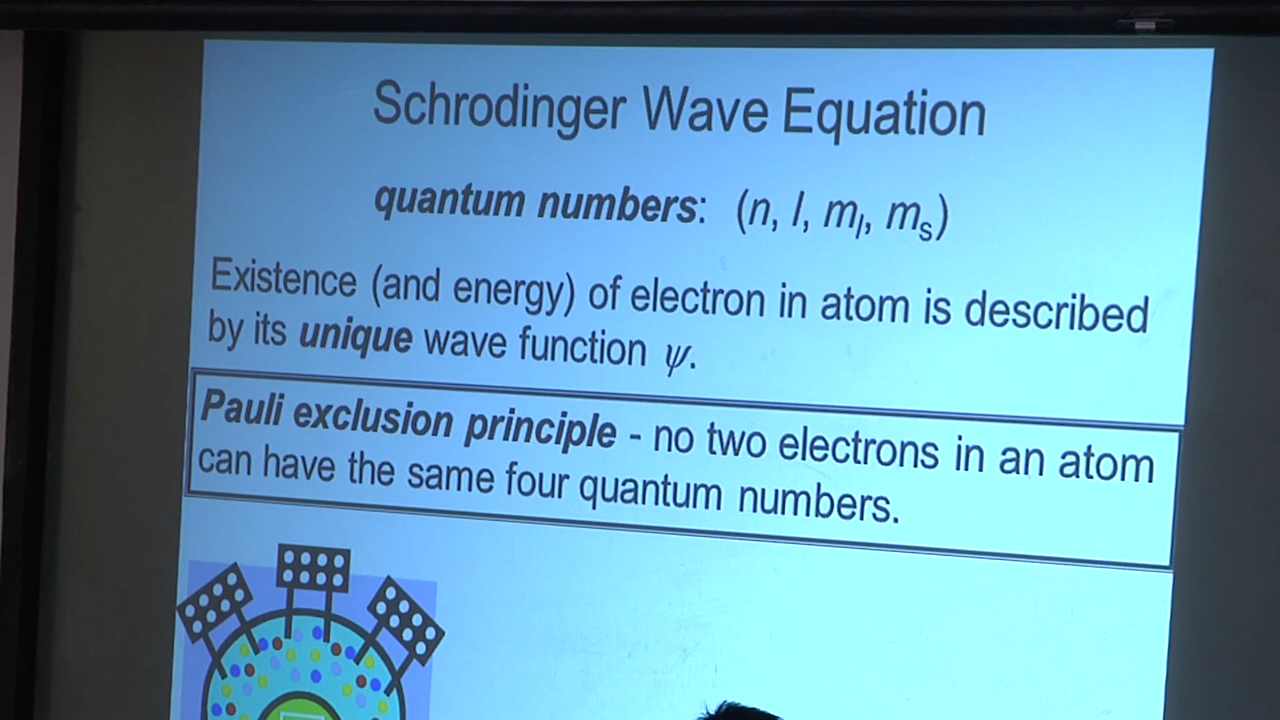 Schrodinger Wave Equation
quantum numbers: (n, l, mₗ, mₛ)
Existence (and energy) of electron in atom is described
by its unique wave function ψ.
Pauli exclusion principle - no two electrons in an atom
can have the same four quantum numbers.